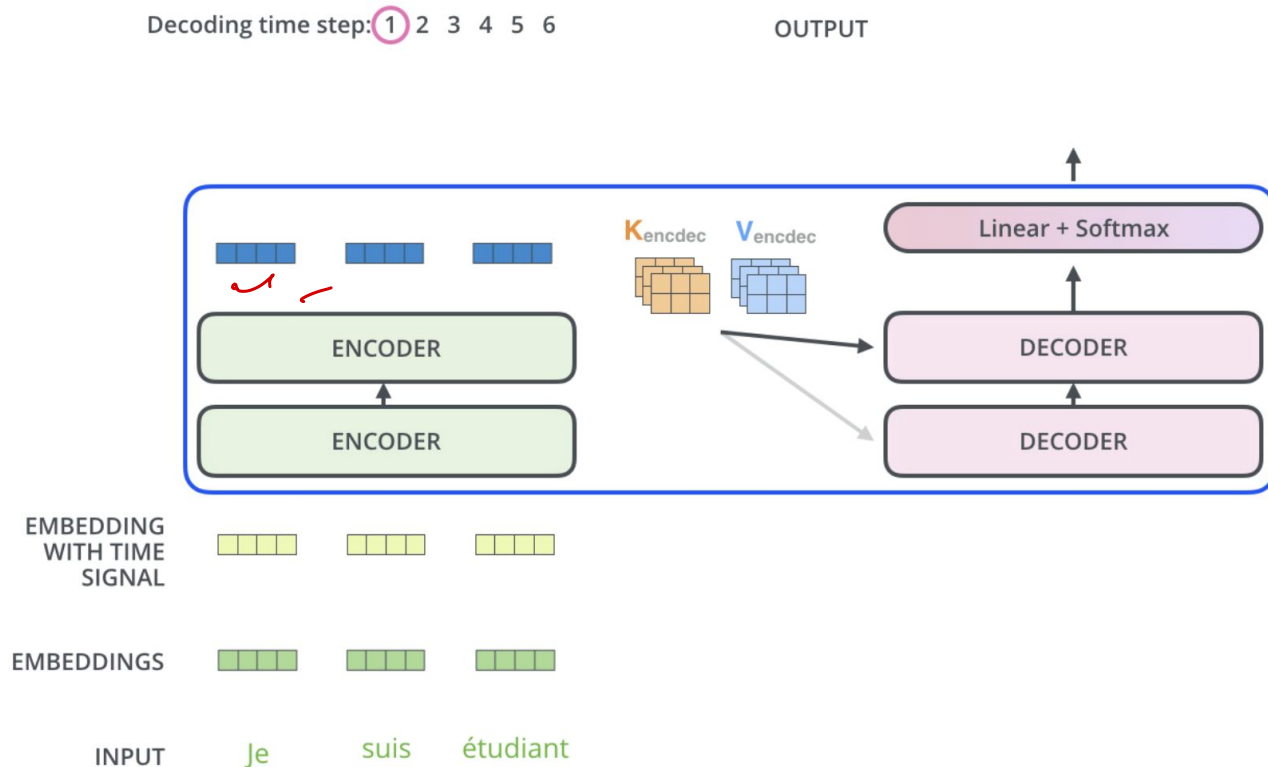 Decoding time step: 1 2 3 4 5 6
OUTPUT
Kencdec Vencdec
Linear + Softmax
ENCODER
DECODER
ENCODER
DECODER
EMBEDDING
WITH TIME
SIGNAL
EMBEDDINGS
INPUT Je suis étudiant